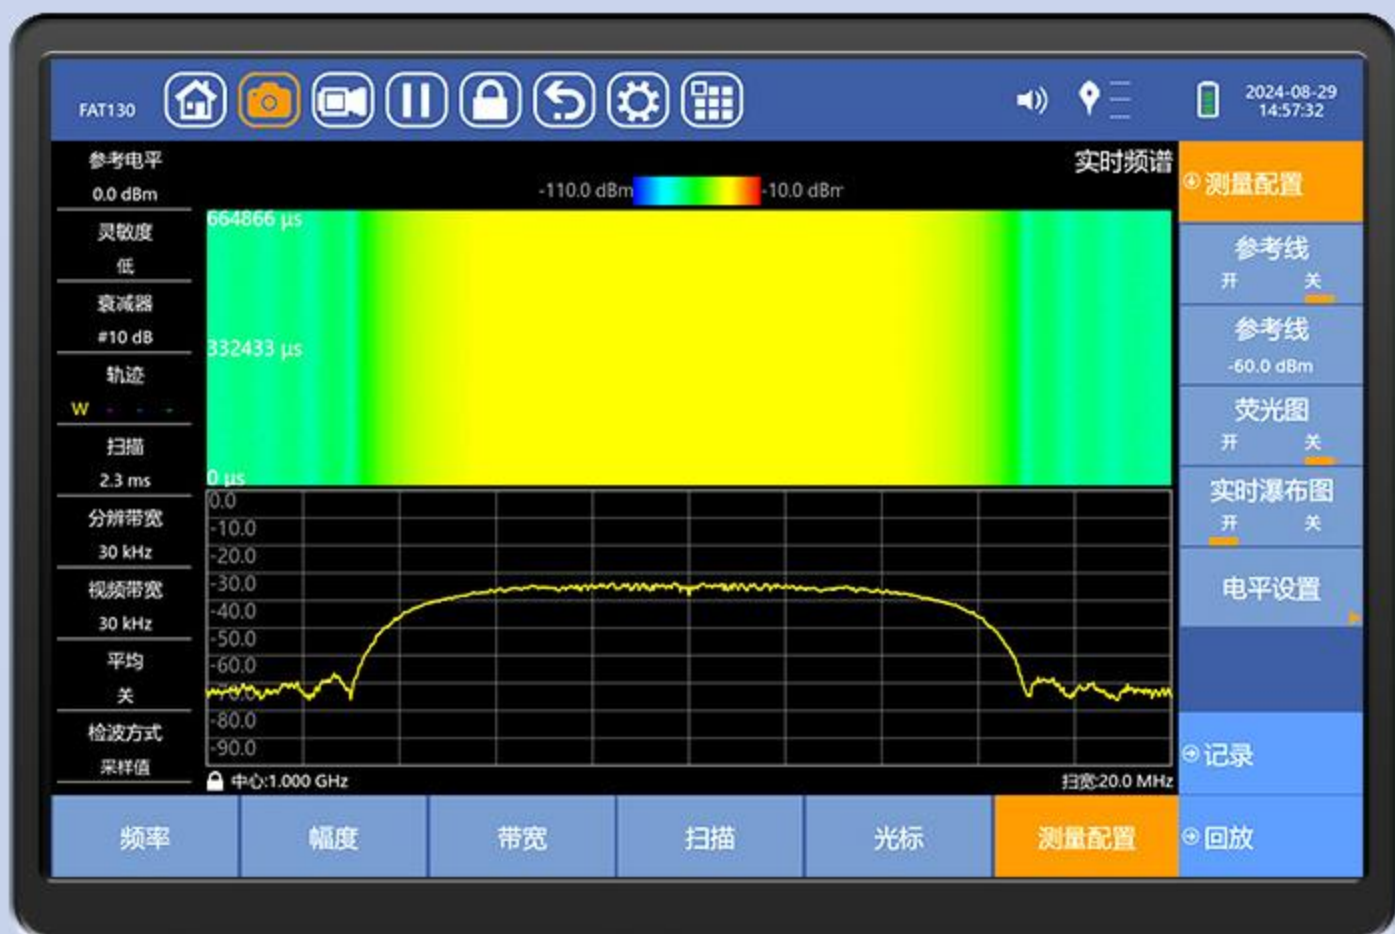 FAT130
2024-08-29
14:57:32
参考电平
0.0 dBm
灵敏度
低
衰减器
#10 dB
轨迹
W - - -
扫描
2.3 ms
分辨带宽
30 kHz
视频带宽
30 kHz
平均
关
检波方式
采样值
实时频谱
-110.0 dBm -10.0 dBm
664866 μs
332433 μs
0 μs
0.0
-10.0
-20.0
-30.0
-40.0
-50.0
-60.0
-70.0
-80.0
-90.0
中心:1.000 GHz 扫宽:20.0 MHz
测量配置
参考线
开 关
参考线
-60.0 dBm
荧光图
开 关
实时瀑布图
开 关
电平设置
记录
回放
频率 幅度 带宽 扫描 光标 测量配置